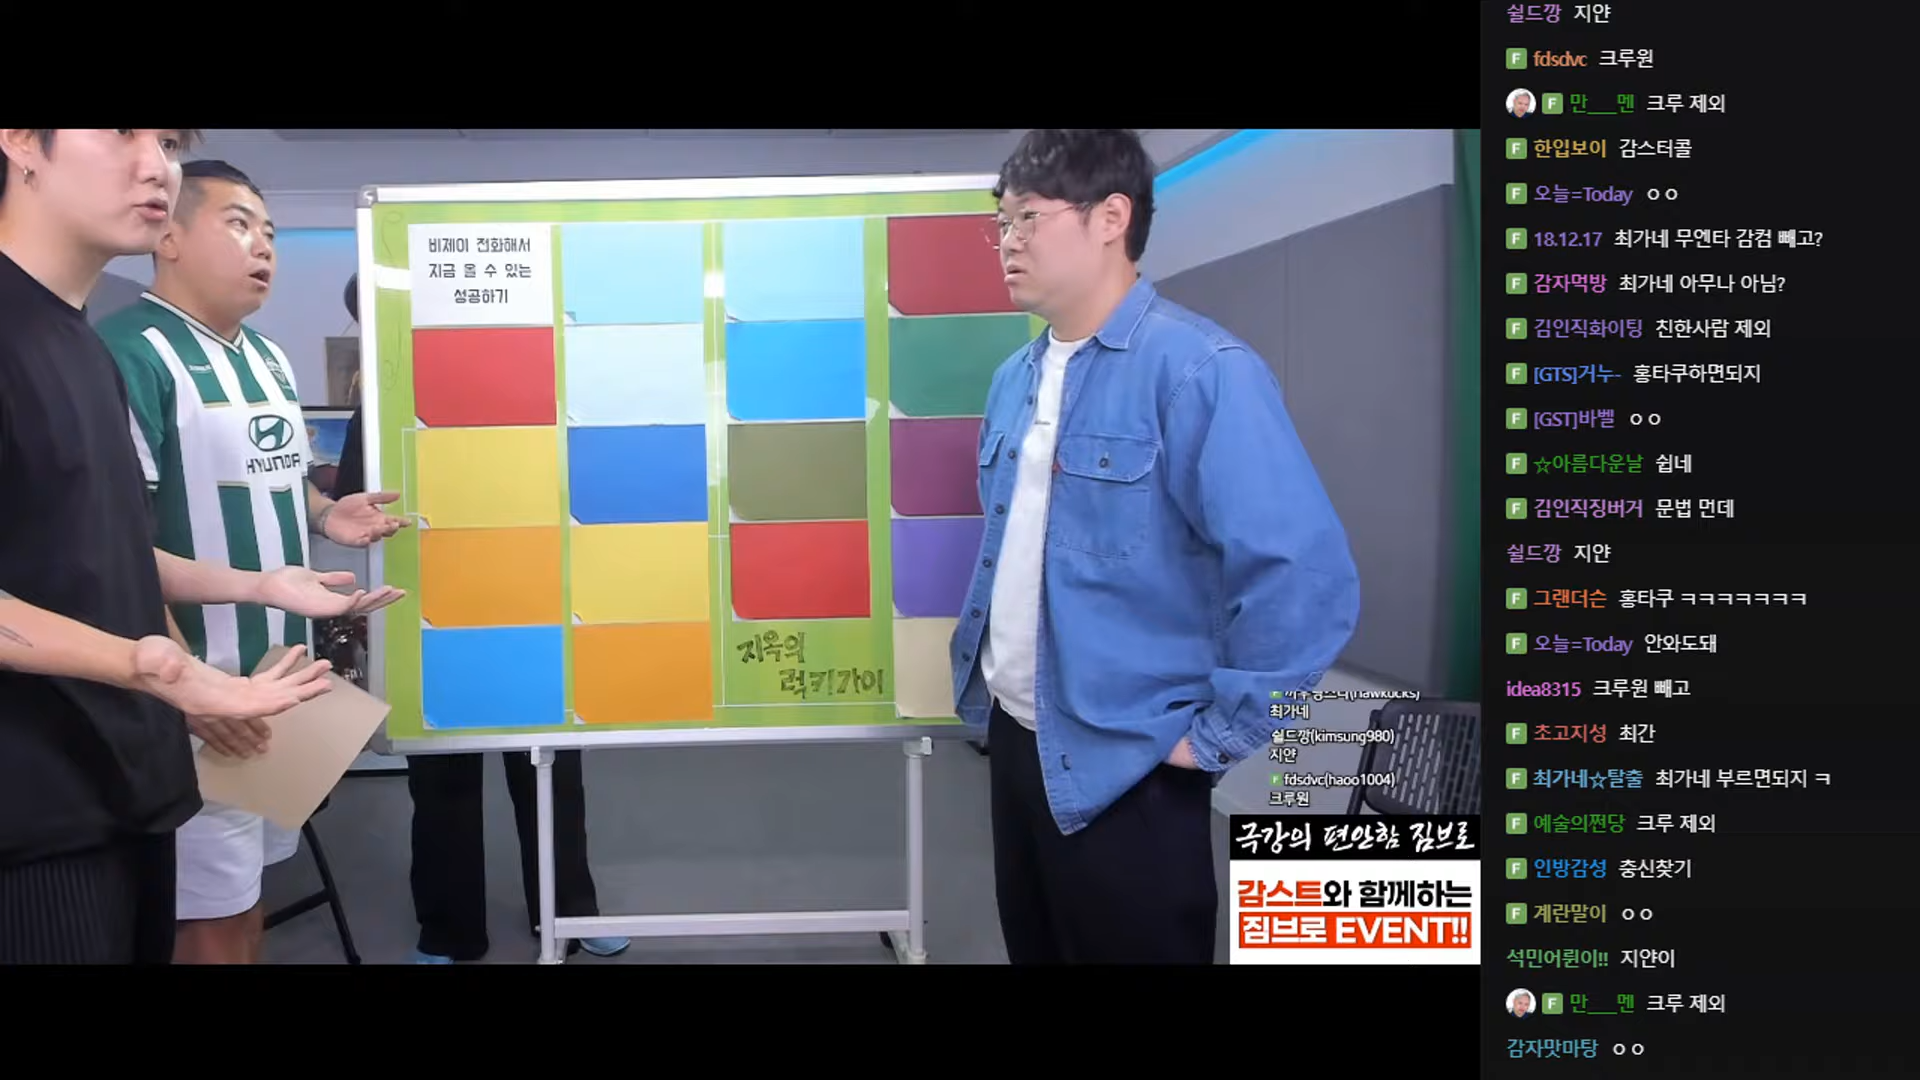 비제이 전화해서
지금 올 수 있는
성공하기
HYUNDAI
지옥의
럭키가이
최가네
쉴드깡(kimsung980)
지얀
F fdsdvc(haoo1004)
크루원
극강의 편안함 짐브로
감스트와 함께하는
짐브로 EVENT!!
쉴드깡 지얀
F fdsdvc 크루원
F 만___멘 크루 제외
F 한입보이 감스터콜
F 오늘=Today ㅇㅇ
F 18.12.17 최가네 무엔타 감컴 빼고?
F 감자먹방 최가네 아무나 아님?
F 김인직화이팅 친한사람 제외
F [GTS]거누- 홍타쿠하면되지
F [GST]바벨 ㅇㅇ
F ☆아름다운날 쉽네
F 김인직징버거 문법 먼데
쉴드깡 지얀
F 그랜더슨 홍타쿠 ㅋㅋㅋㅋㅋㅋㅋ
F 오늘=Today 안와도돼
idea8315 크루원 빼고
F 초고지성 최간
F 최가네☆탈출 최가네 부르면되지 ㅋ
F 예술의쩐당 크루 제외
F 인방감성 충신찾기
F 계란말이 ㅇㅇ
석민어륀이!! 지얀이
F 만___멘 크루 제외
감자맛마탕 ㅇㅇ